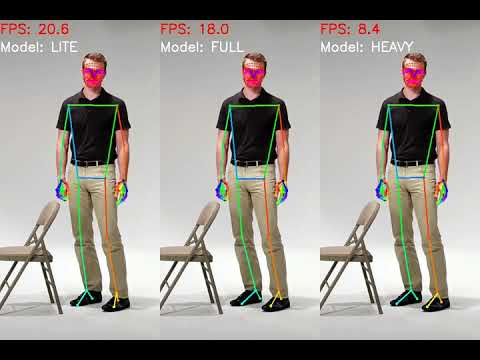 FPS: 20.6
Model: LITE
FPS: 18.0
Model: FULL
FPS: 8.4
Model: HEAVY